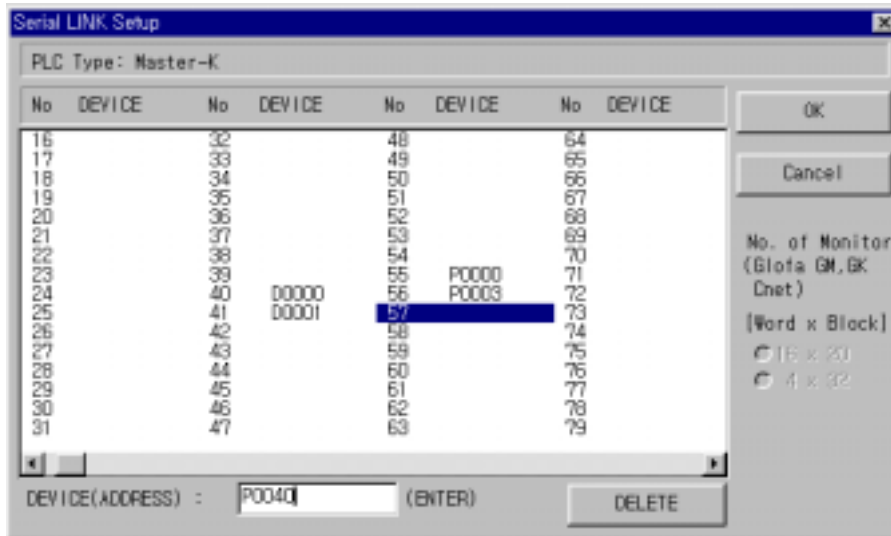 Serial LINK Setup
PLC Type: Master-K
No DEVICE No DEVICE No DEVICE No DEVICE
OK
16 32 48 64
17 33 49 65
18 34 50 66
Cancel
19 35 51 67
20 36 52 68
21 37 53 69
22 38 54 70
23 39 55 P0000 71
24 40 D0000 56 P0003 72
25 41 D0001 57 73
26 42 58 74
27 43 59 75
28 44 60 76
29 45 61 77
30 46 62 78
31 47 63 79
No. of Monitor
(Glofa GM,GK
Cnet)
[Word x Block]
16 x 20
4 x 32
DEVICE(ADDRESS) : P0040 (ENTER) DELETE